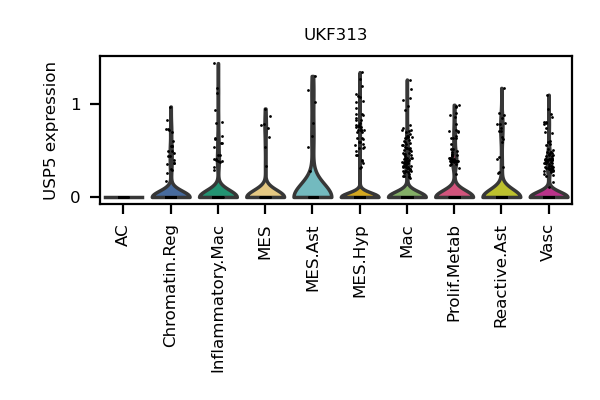 UKF313
USP5 expression
1
0
AC
Chromatin.Reg
Inflammatory.Mac
MES
MES.Ast
MES.Hyp
Mac
Prolif.Metab
Reactive.Ast
Vasc